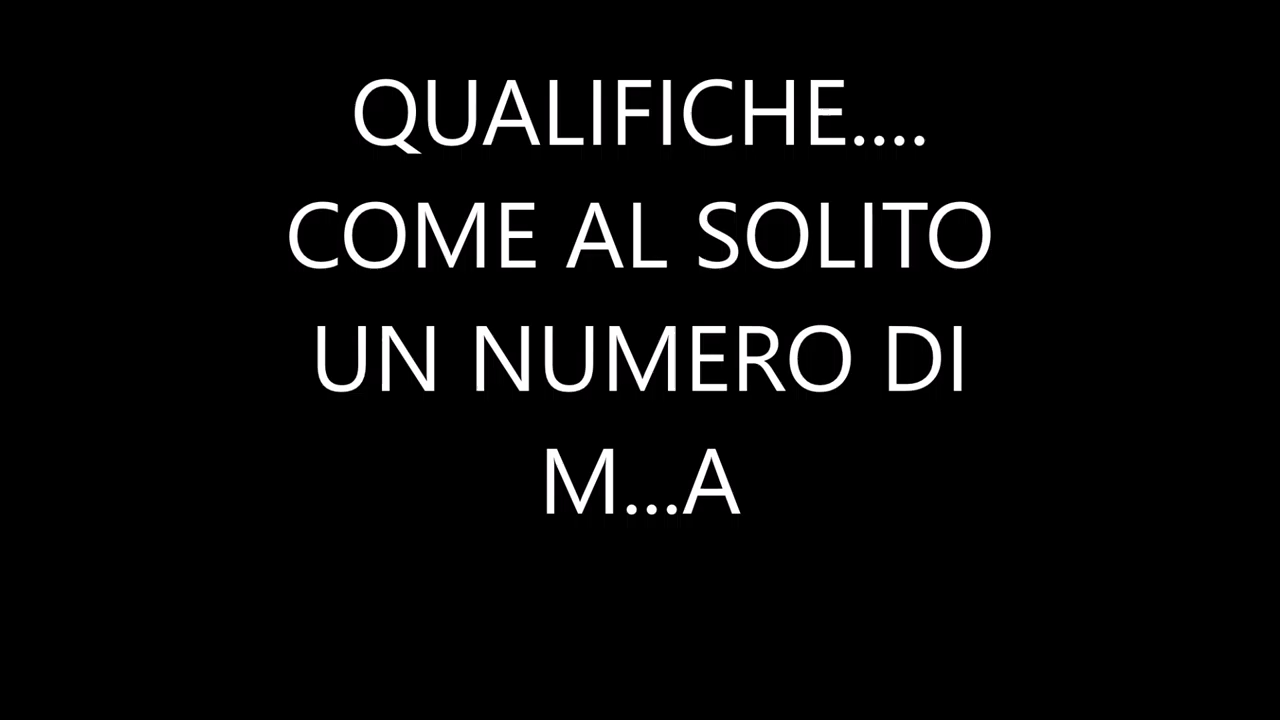 QUALIFICHE....
COME AL SOLITO
UN NUMERO DI
M...A